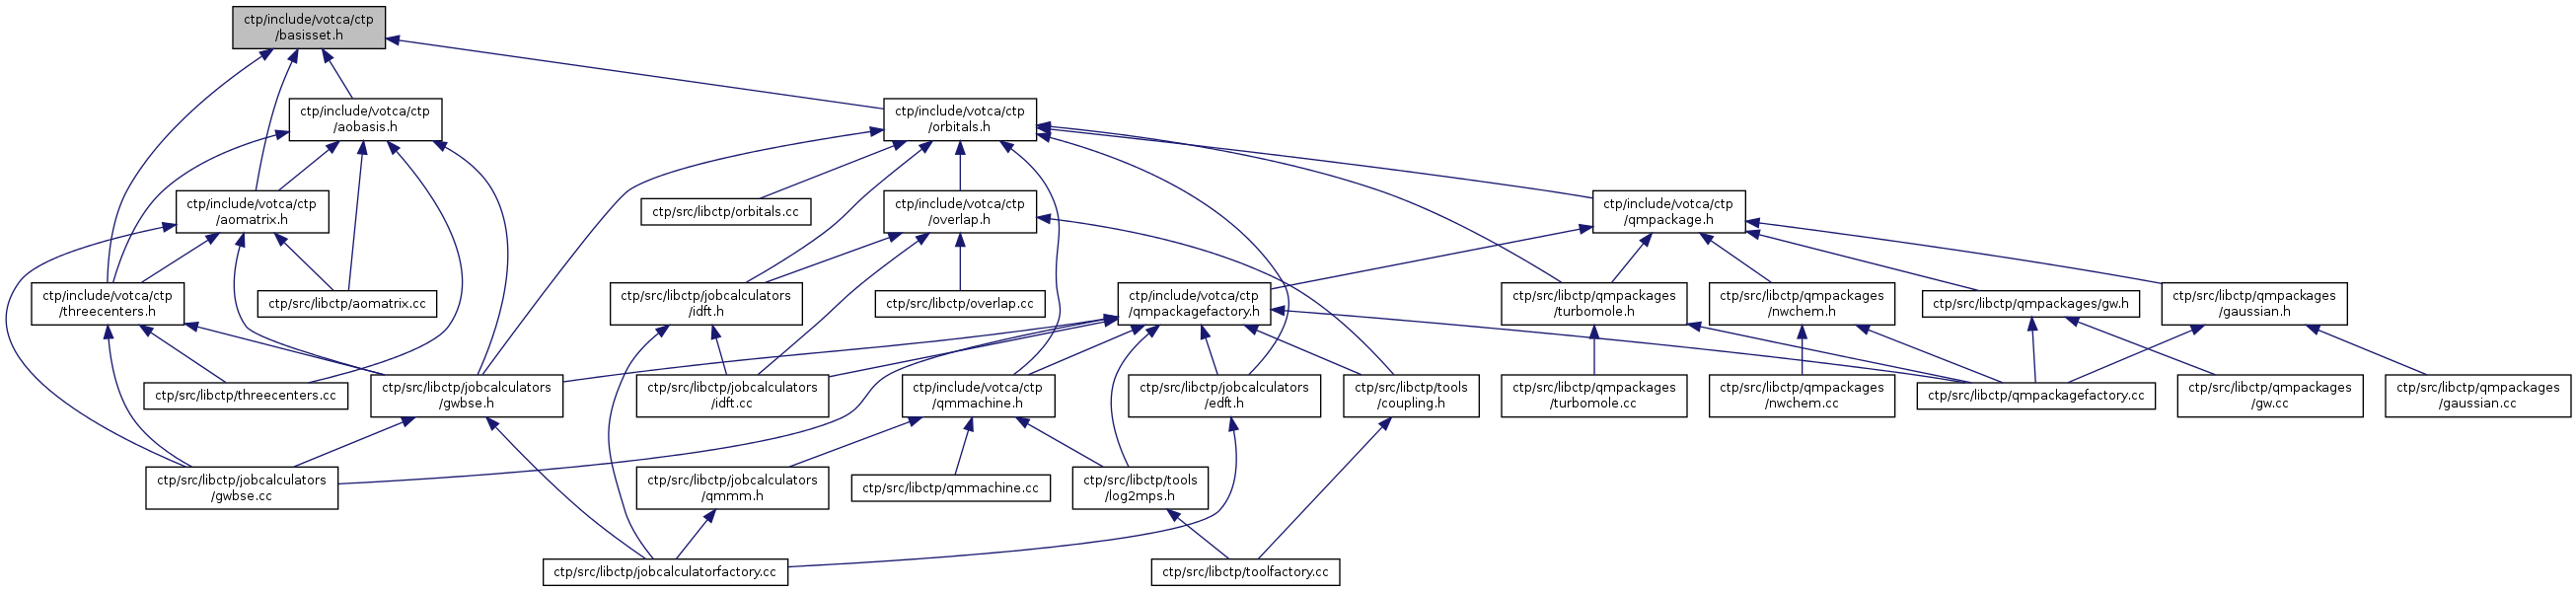 ctp/include/votca/ctp
/basisset.h
ctp/include/votca/ctp
/aobasis.h
ctp/include/votca/ctp
/orbitals.h
ctp/include/votca/ctp
/aomatrix.h
ctp/src/libctp/orbitals.cc
ctp/include/votca/ctp
/overlap.h
ctp/include/votca/ctp
/qmpackage.h
ctp/include/votca/ctp
/threecenters.h
ctp/src/libctp/aomatrix.cc
ctp/src/libctp/jobcalculators
/idft.h
ctp/src/libctp/overlap.cc
ctp/include/votca/ctp
/qmpackagefactory.h
ctp/src/libctp/qmpackages
/turbomole.h
ctp/src/libctp/qmpackages
/nwchem.h
ctp/src/libctp/qmpackages/gw.h
ctp/src/libctp/qmpackages
/gaussian.h
ctp/src/libctp/threecenters.cc
ctp/src/libctp/jobcalculators
/gwbse.h
ctp/src/libctp/jobcalculators
/idft.cc
ctp/include/votca/ctp
/qmmachine.h
ctp/src/libctp/jobcalculators
/edft.h
ctp/src/libctp/tools
/coupling.h
ctp/src/libctp/qmpackages
/turbomole.cc
ctp/src/libctp/qmpackages
/nwchem.cc
ctp/src/libctp/qmpackagefactory.cc
ctp/src/libctp/qmpackages
/gw.cc
ctp/src/libctp/qmpackages
/gaussian.cc
ctp/src/libctp/jobcalculators
/gwbse.cc
ctp/src/libctp/jobcalculators
/qmmm.h
ctp/src/libctp/qmmachine.cc
ctp/src/libctp/tools
/log2mps.h
ctp/src/libctp/jobcalculatorfactory.cc
ctp/src/libctp/toolfactory.cc